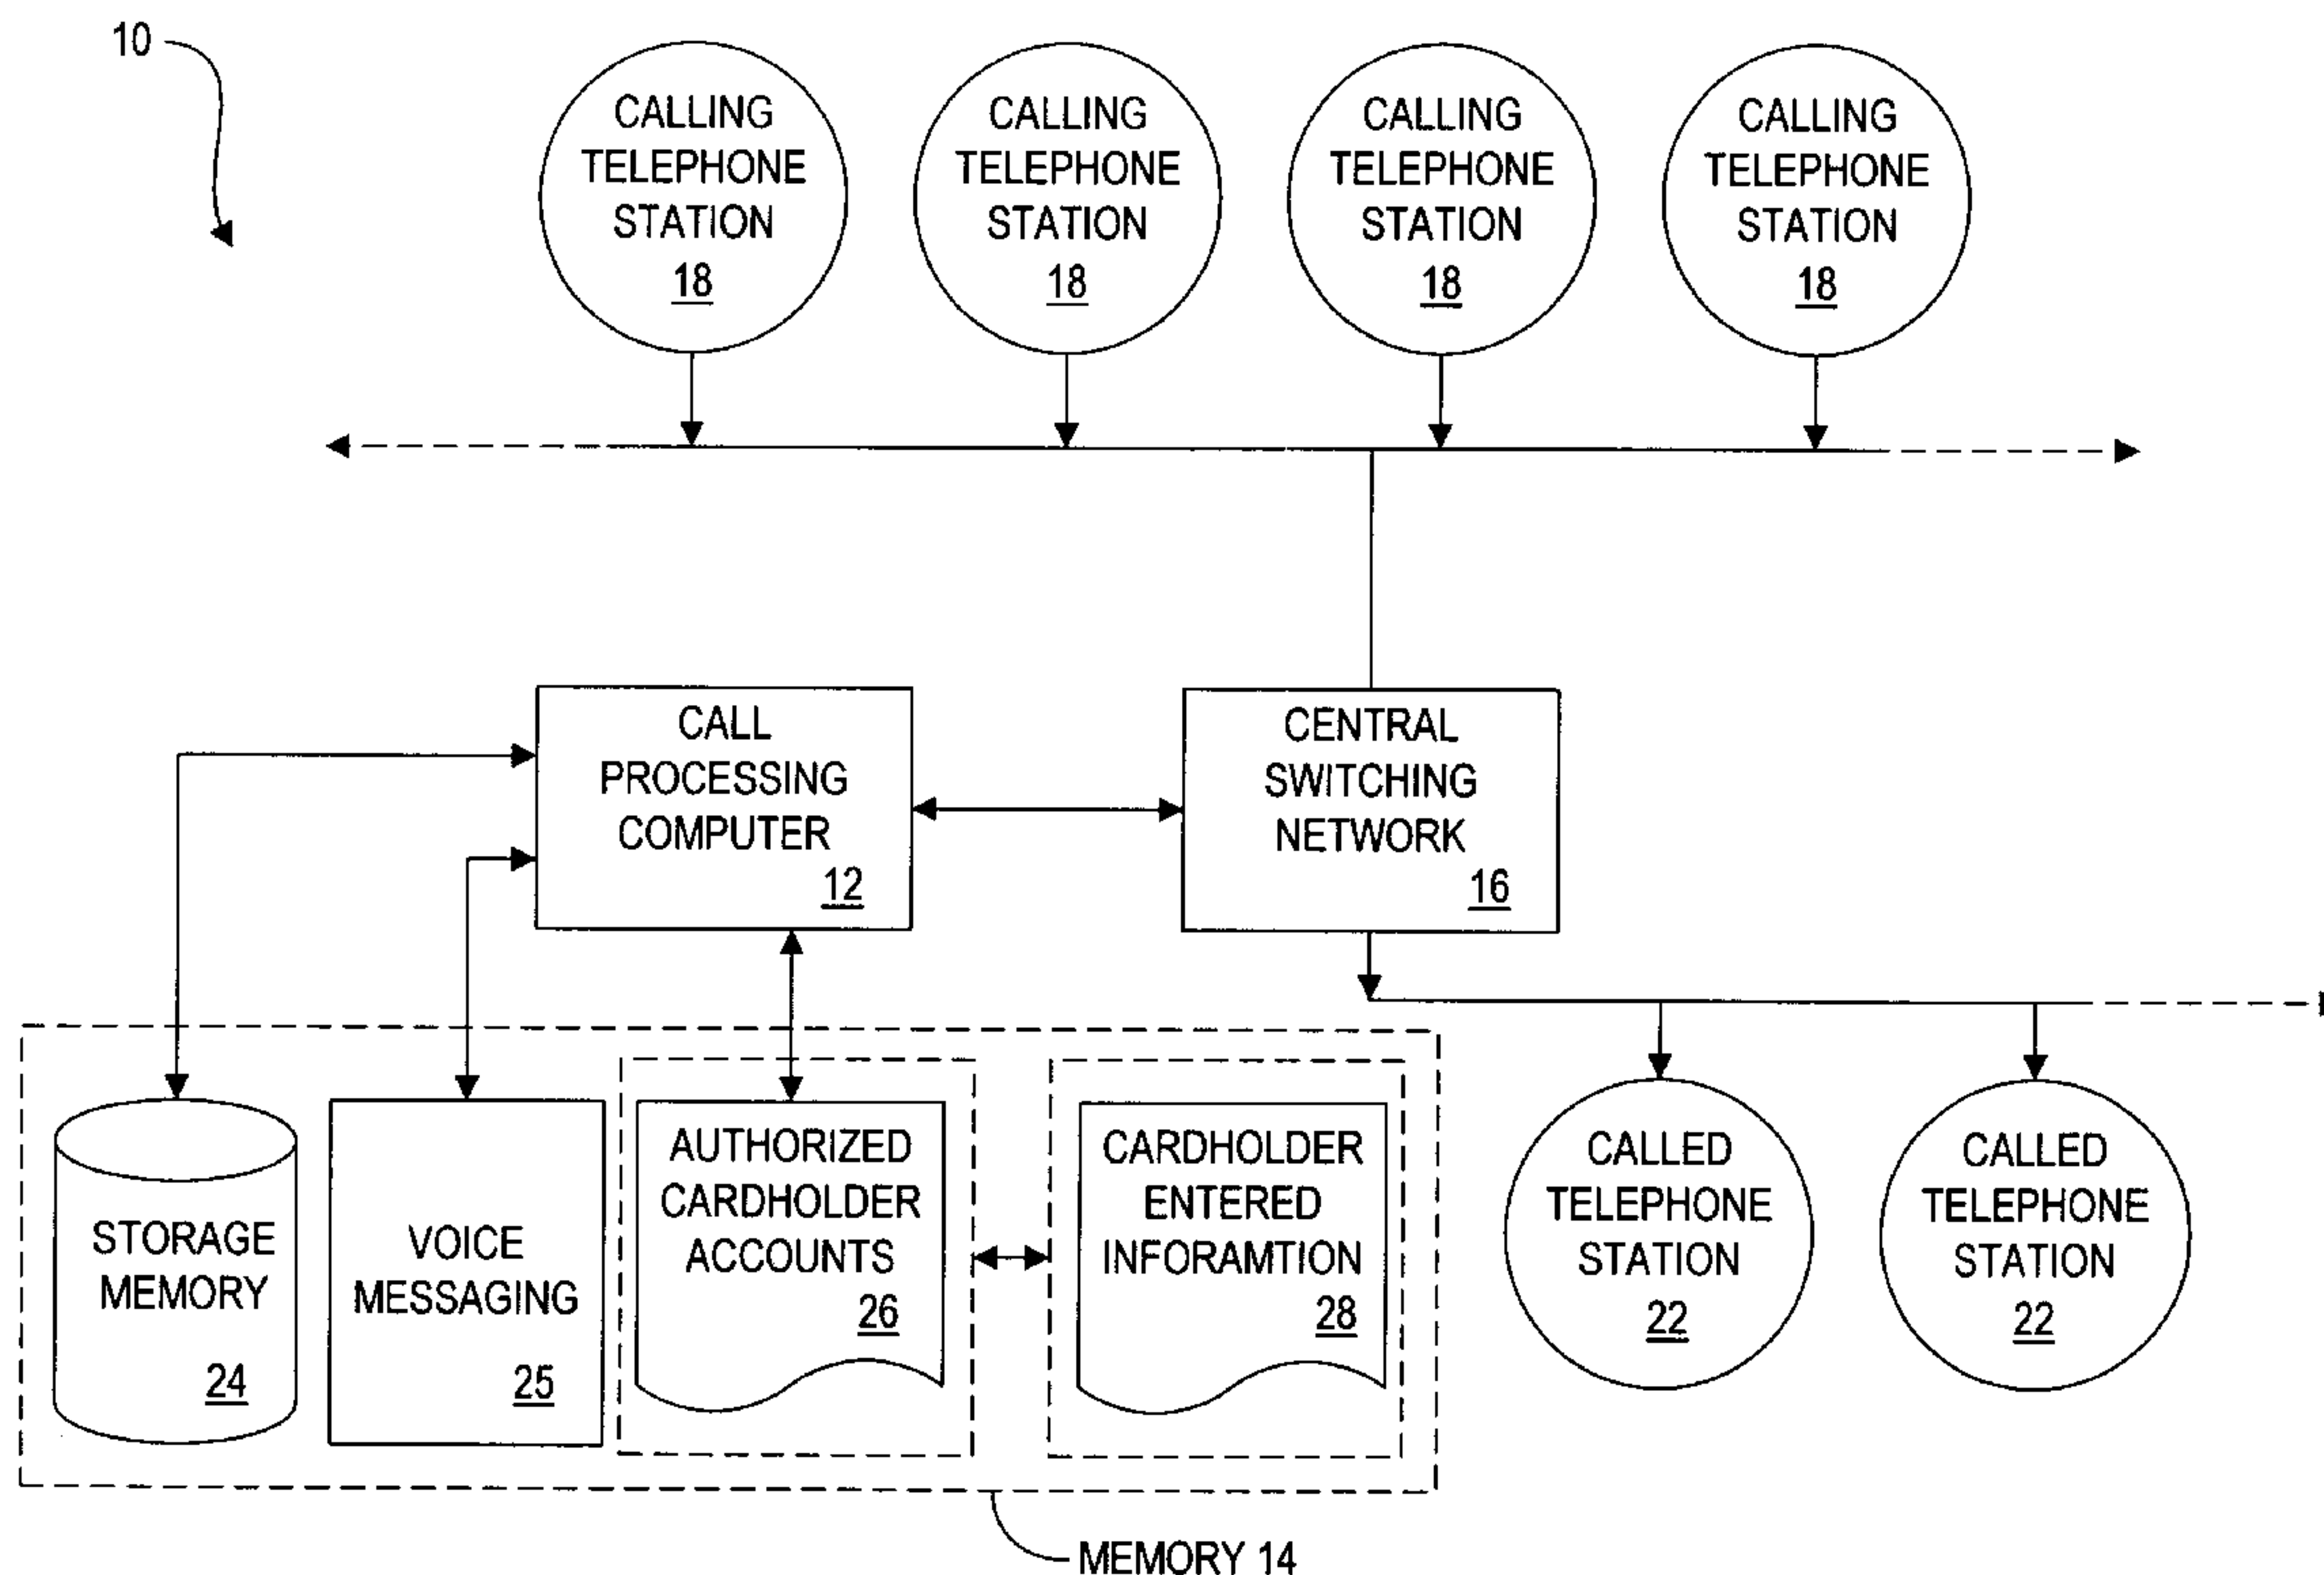 10
CALLING
TELEPHONE
STATION
18
CALLING
TELEPHONE
STATION
18
CALLING
TELEPHONE
STATION
18
CALLING
TELEPHONE
STATION
18
CALL
PROCESSING
COMPUTER
12
CENTRAL
SWITCHING
NETWORK
16
STORAGE
MEMORY
24
VOICE
MESSAGING
25
AUTHORIZED
CARDHOLDER
ACCOUNTS
26
CARDHOLDER
ENTERED
INFORAMTION
28
CALLED
TELEPHONE
STATION
22
CALLED
TELEPHONE
STATION
22
MEMORY 14